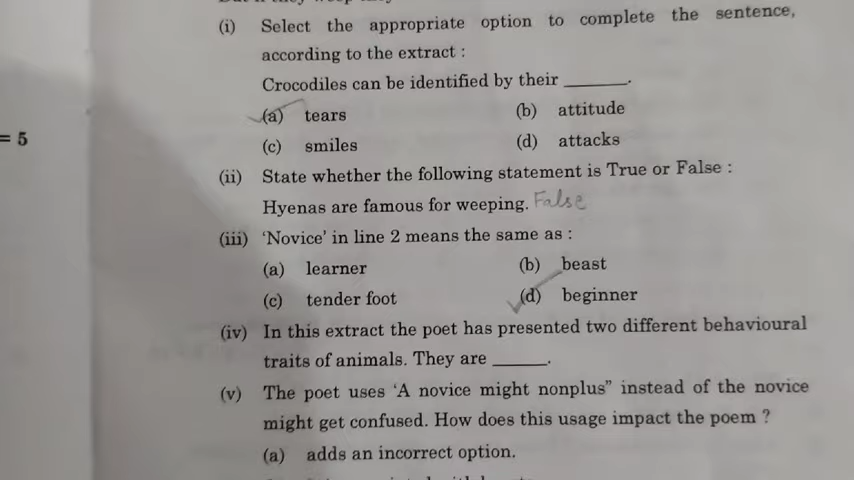 (i) Select the appropriate option to complete the sentence,
according to the extract :
Crocodiles can be identified by their ______.
(a) tears (b) attitude
= 5
(c) smiles (d) attacks
(ii) State whether the following statement is True or False :
Hyenas are famous for weeping. False
(iii) 'Novice' in line 2 means the same as :
(a) learner (b) beast
(c) tender foot (d) beginner
(iv) In this extract the poet has presented two different behavioural
traits of animals. They are ______.
(v) The poet uses 'A novice might nonplus” instead of the novice
might get confused. How does this usage impact the poem ?
(a) adds an incorrect option.